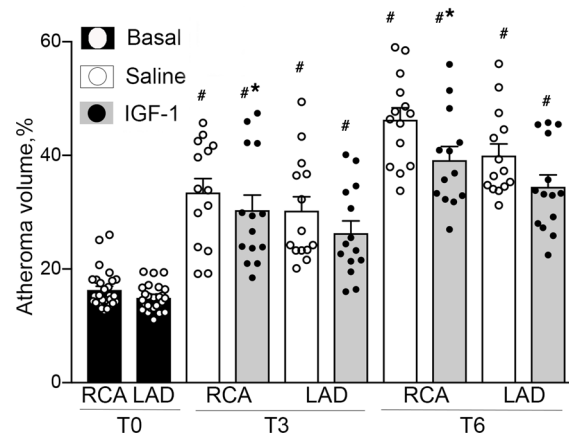 Basal
Saline
IGF-1
Atheroma volume,%
60
40
20
0
#
#*
#
#
#
#*
#
#
RCA LAD RCA LAD RCA LAD
T0 T3 T6